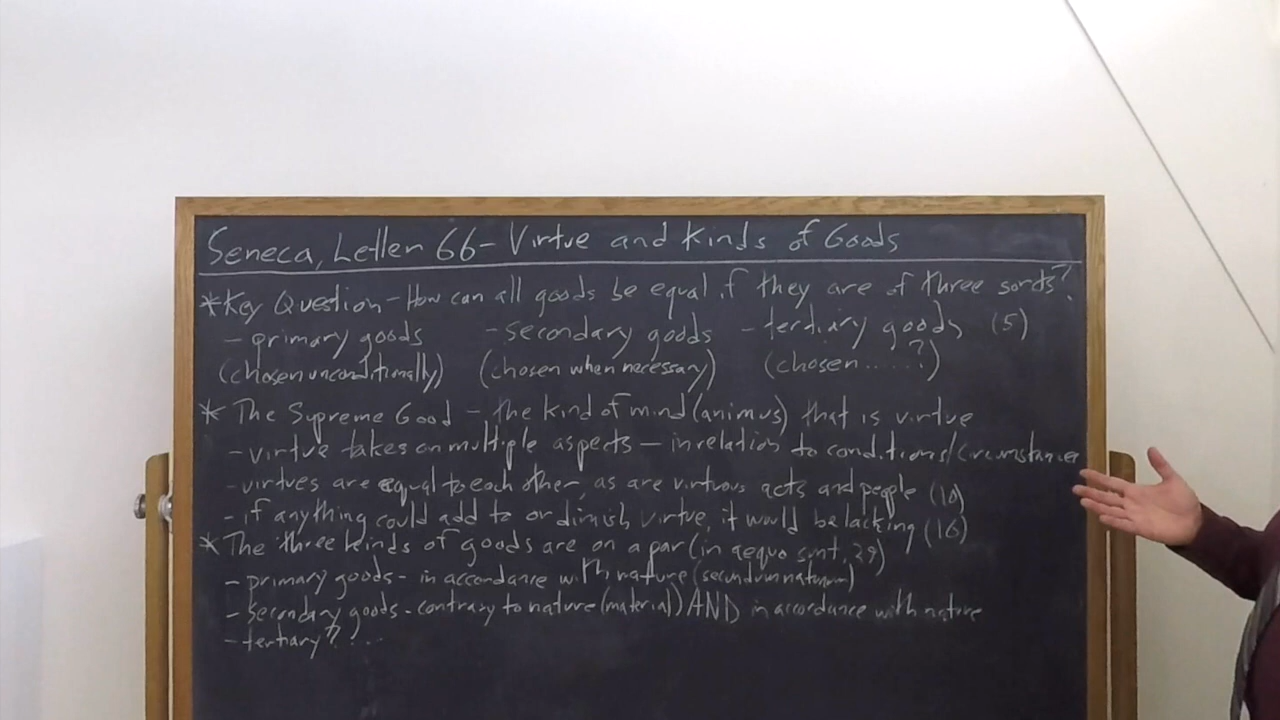 Seneca, Letter 66 - Virtue and Kinds of Goods
* Key Question - How can all goods be equal if they are of three sorts?
- primary goods - secondary goods - tertiary goods (5)
(chosen unconditionally) (chosen when necessary) (chosen.....?)
* The Supreme Good - the kind of mind (animus) that is virtue
- virtue takes on multiple aspects - in relation to conditions/circumstances
- virtues are equal to each other, as are virtuous acts and people (10)
- if anything could add to or dimish virtue, it would be lacking (16)
* The three kinds of goods are on a par (in aequo sunt, 29)
- primary goods - in accordance with nature (secundum naturam)
- secondary goods - contrary to nature (material) AND in accordance with nature
- tertiary? ? ...